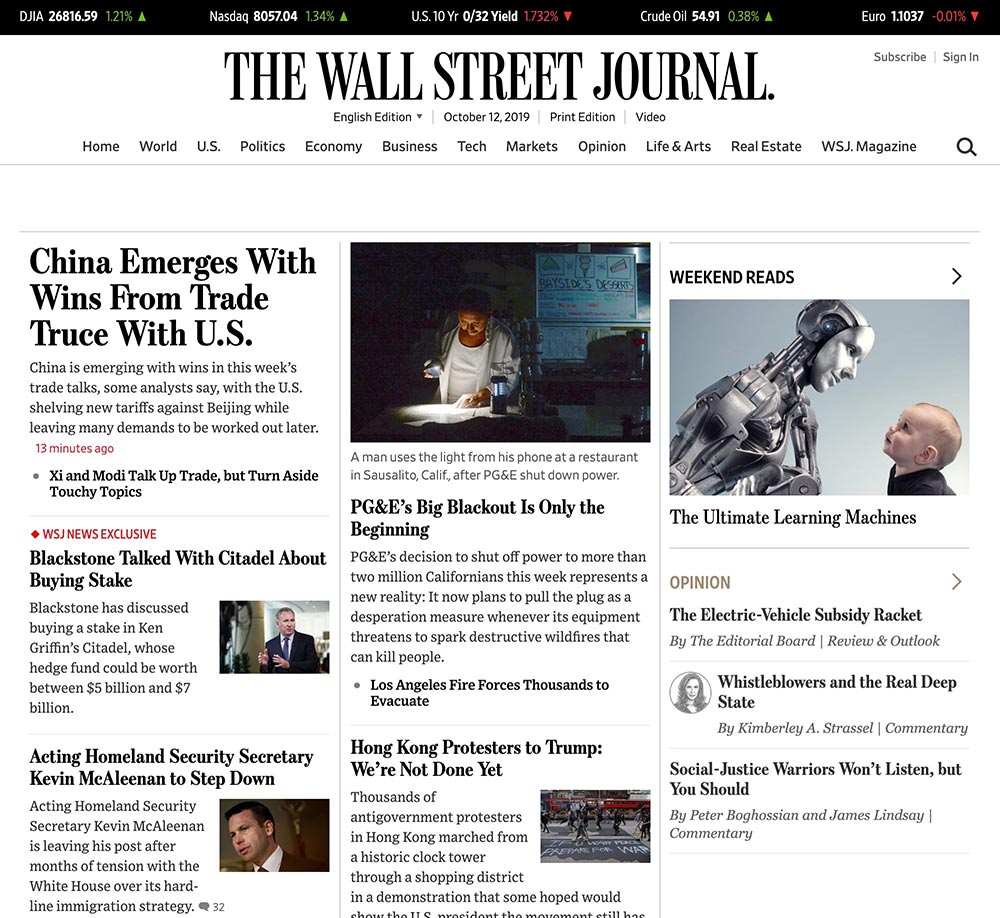 DJIA 26816.59 1.21% ▲ Nasdaq 8057.04 1.34% ▲ U.S. 10 Yr 0/32 Yield 1.732% ▼ Crude Oil 54.91 0.38% ▲ Euro 1.1037 -0.01% ▼
Subscribe | Sign In
THE WALL STREET JOURNAL.
English Edition ▼ | October 12, 2019 | Print Edition | Video
Home World U.S. Politics Economy Business Tech Markets Opinion Life & Arts Real Estate WSJ. Magazine
China Emerges With
Wins From Trade
Truce With U.S.
China is emerging with wins in this week's
trade talks, some analysts say, with the U.S.
shelving new tariffs against Beijing while
leaving many demands to be worked out later.
13 minutes ago
• Xi and Modi Talk Up Trade, but Turn Aside
Touchy Topics
◆ WSJ NEWS EXCLUSIVE
Blackstone Talked With Citadel About
Buying Stake
Blackstone has discussed
buying a stake in Ken
Griffin's Citadel, whose
hedge fund could be worth
between $5 billion and $7
billion.
Acting Homeland Security Secretary
Kevin McAleenan to Step Down
Acting Homeland Security
Secretary Kevin McAleenan
is leaving his post after
months of tension with the
White House over its hard-
line immigration strategy. 32
BAYSIDE'S DESSERTS
A man uses the light from his phone at a restaurant
in Sausalito, Calif., after PG&E shut down power.
PG&E's Big Blackout Is Only the
Beginning
PG&E's decision to shut off power to more than
two million Californians this week represents a
new reality: It now plans to pull the plug as a
desperation measure whenever its equipment
threatens to spark destructive wildfires that
can kill people.
• Los Angeles Fire Forces Thousands to
Evacuate
Hong Kong Protesters to Trump:
We're Not Done Yet
Thousands of
antigovernment protesters
in Hong Kong marched from
a historic clock tower
through a shopping district
in a demonstration that some hoped would
show the U.S. president the movement still has
PREPARE FOR WAR
WEEKEND READS
The Ultimate Learning Machines
OPINION
The Electric-Vehicle Subsidy Racket
By The Editorial Board | Review & Outlook
Whistleblowers and the Real Deep
State
By Kimberley A. Strassel | Commentary
Social-Justice Warriors Won't Listen, but
You Should
By Peter Boghossian and James Lindsay |
Commentary